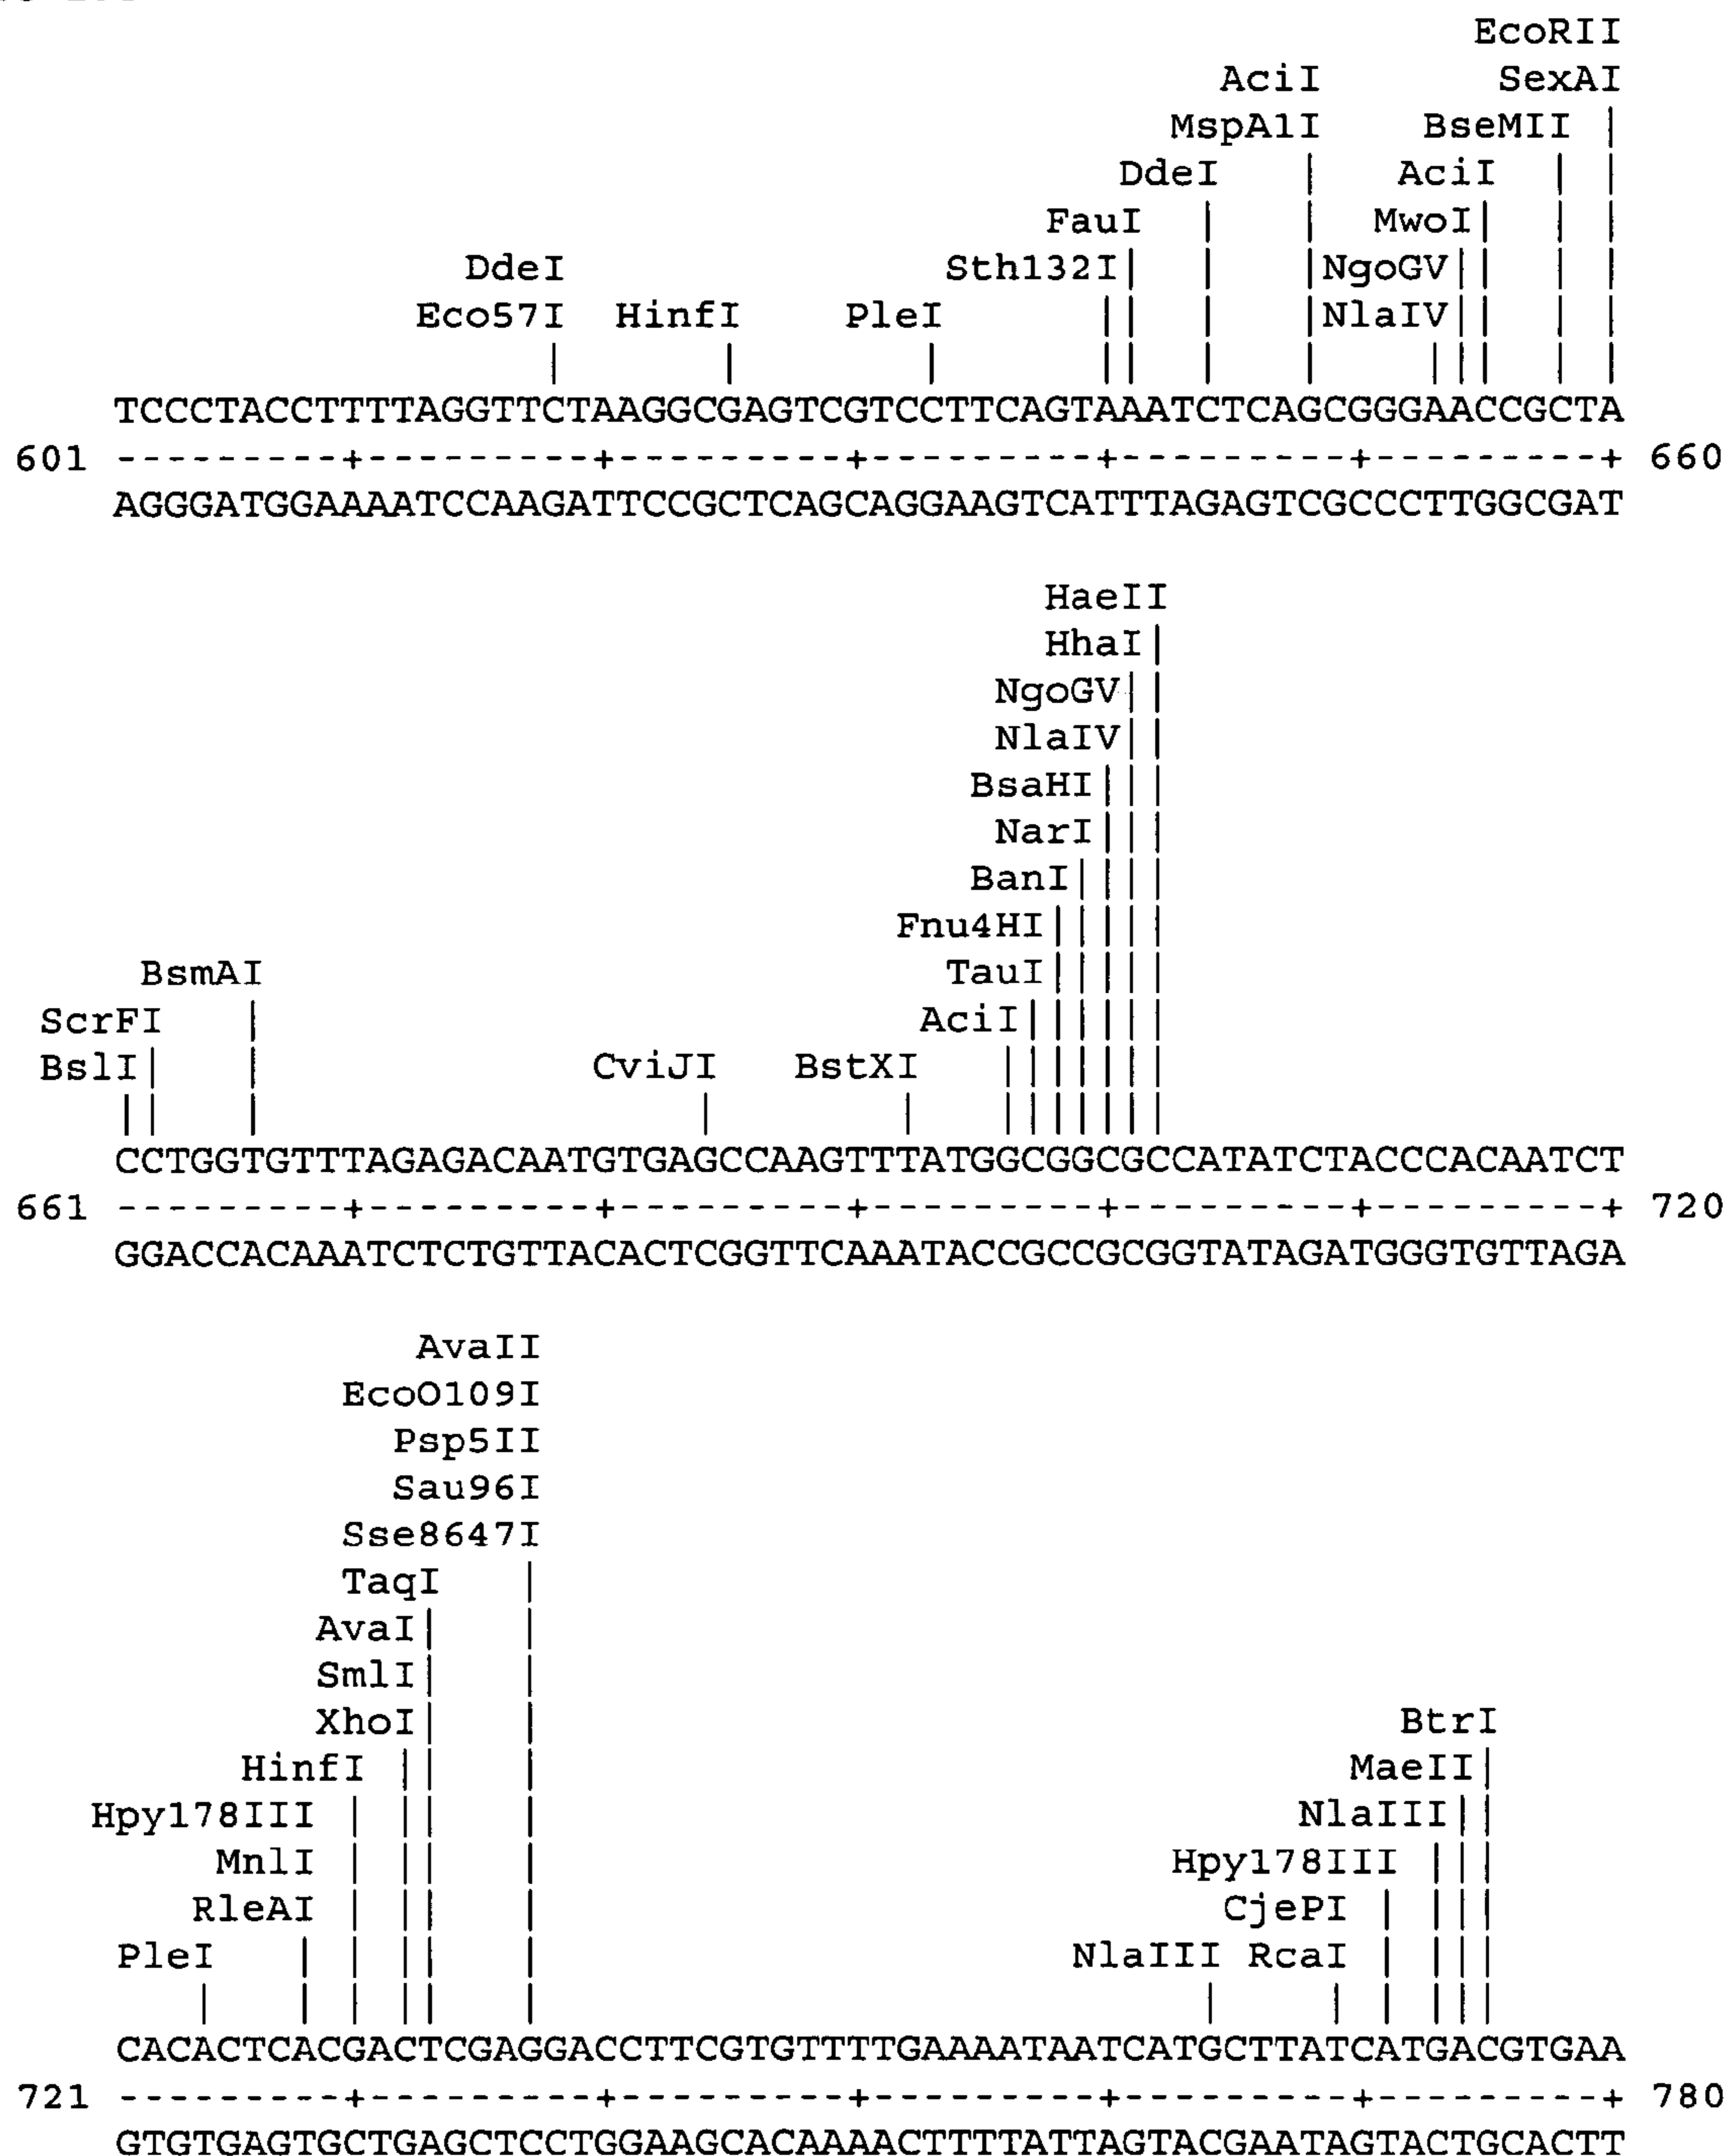 EcoRII
AciI SexAI
MspA1I BseMII
DdeI AciI
FauI MwoI
DdeI Sth132I NgoGV
Eco57I HinfI PleI NlaIV
TCCCTACCTTTTTAGGTTCTAAGGCGAGTCGTCCTTCAGTAAATCTCAGCGGGAACCGCTA
601 ---------+---------+---------+---------+---------+---------+ 660
AGGGATGGAAAAATCCAAGATTCCGCTCAGCAGGAAGTCATTTAGAGTCGCCCTTGGCGAT
HaeII
HhaI
NgoGV
NlaIV
BsaHI
NarI
BanI
Fnu4HI
BsmAI TauI
ScrFI AciI
BslI CviJI BstXI
CCTGGTGTTTAGAGACAATGTGAGCCAAGTTTATGGCGGCGCCATATCTACCCACAATCT
661 ---------+---------+---------+---------+---------+---------+ 720
GGACCACAAATCTCTGTTACACTCGGTTCAAATACCGCCGCGGTATAGATGGGTGTTAGA
AvaII
EcoO109I
Psp5II
Sau96I
Sse8647I
TaqI
AvaI
SmlI
XhoI BtrI
HinfI MaeII
Hpy178III NlaIII
MnlI Hpy178III
RleAI CjePI
PleI NlaIII RcaI
CACACTCACGACTCGAGGACCTTCGTGTTTTGAAAATAATCATGCTTATCATGACGTGAA
721 ---------+---------+---------+---------+---------+---------+ 780
GTGTGAGTGCTGAGCTCCTGGAAGCACAAAACTTTTATTAGTACGAATAGTACTGCACTT